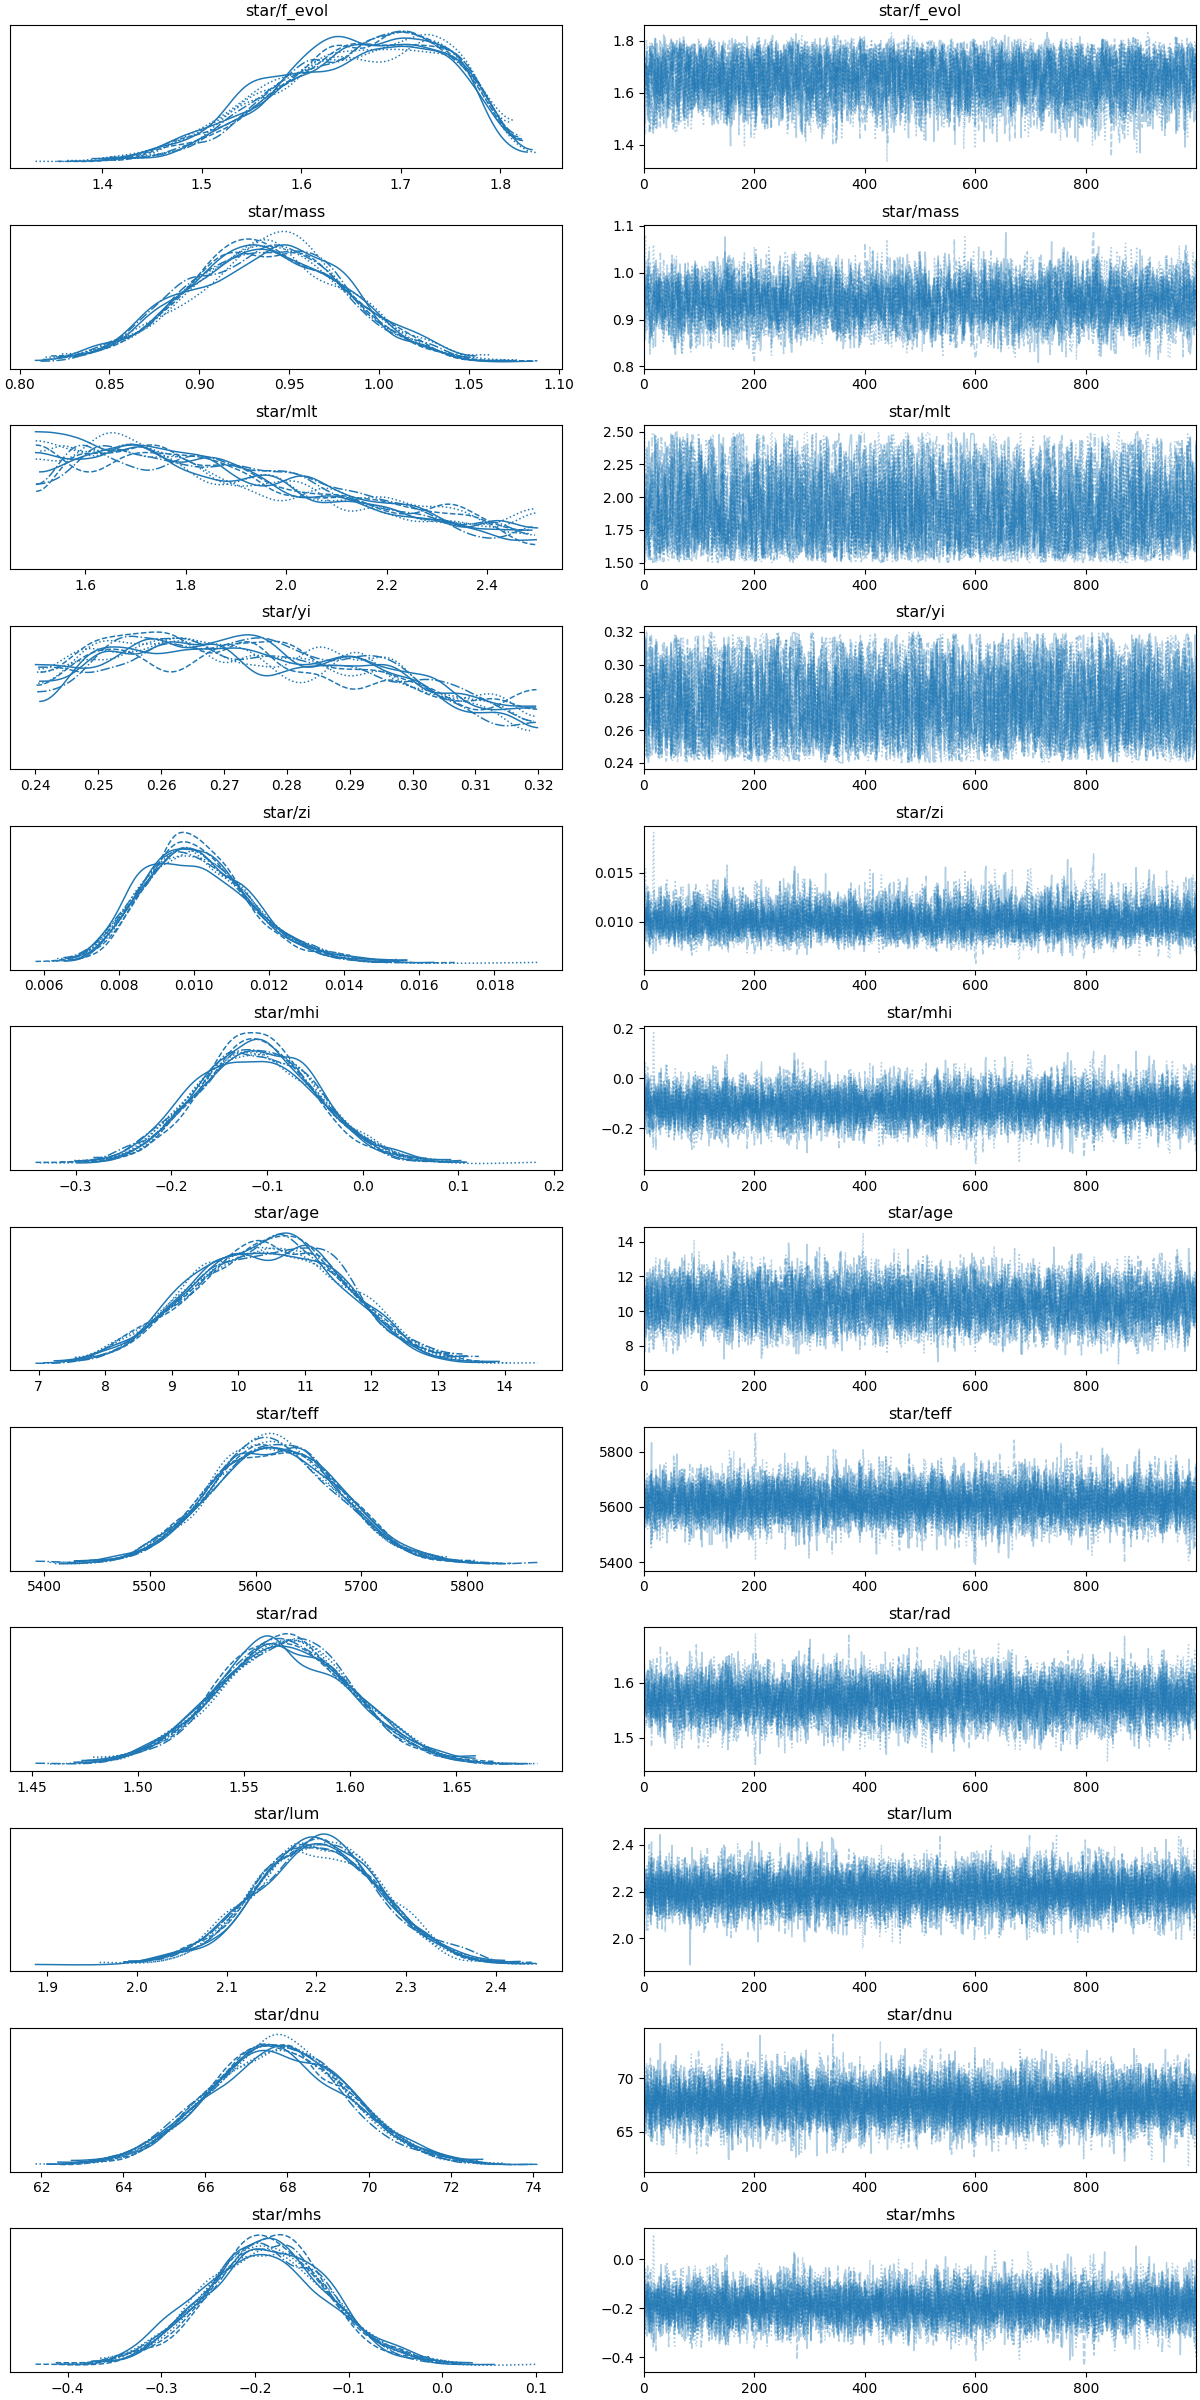 star/f_evol star/f_evol
1.8
1.6
1.4
1.4 1.5 1.6 1.7 1.8 0 200 400 600 800
star/mass star/mass
1.1
1.0
0.9
0.8
0.80 0.85 0.90 0.95 1.00 1.05 1.10 0 200 400 600 800
star/mlt star/mlt
2.50
2.25
2.00
1.75
1.50
1.6 1.8 2.0 2.2 2.4 0 200 400 600 800
star/yi star/yi
0.32
0.30
0.28
0.26
0.24
0.24 0.25 0.26 0.27 0.28 0.29 0.30 0.31 0.32 0 200 400 600 800
star/zi star/zi
0.015
0.010
0.006 0.008 0.010 0.012 0.014 0.016 0.018 0 200 400 600 800
star/mhi star/mhi
0.2
0.0
−0.2
−0.3 −0.2 −0.1 0.0 0.1 0.2 0 200 400 600 800
star/age star/age
14
12
10
8
7 8 9 10 11 12 13 14 0 200 400 600 800
star/teff star/teff
5800
5600
5400
5400 5500 5600 5700 5800 0 200 400 600 800
star/rad star/rad
1.6
1.5
1.45 1.50 1.55 1.60 1.65 0 200 400 600 800
star/lum star/lum
2.4
2.2
2.0
1.9 2.0 2.1 2.2 2.3 2.4 0 200 400 600 800
star/dnu star/dnu
70
65
62 64 66 68 70 72 74 0 200 400 600 800
star/mhs star/mhs
0.0
−0.2
−0.4
−0.4 −0.3 −0.2 −0.1 0.0 0.1 0 200 400 600 800